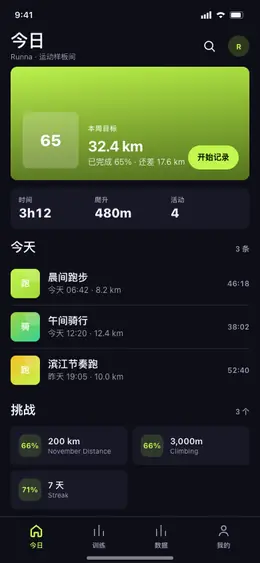 9:41
今日
Runna · 运动样板间
R
65
本周目标
32.4 km
已完成 65% · 还差 17.6 km
开始记录
时间
爬升
活动
3h12
480m
4
今天
3 条
跑
晨间跑步
今天 06:42 · 8.2 km
46:18
骑
午间骑行
今天 12:20 · 12.4 km
38:02
跑
滨江节奏跑
昨天 19:05 · 10.0 km
52:40
挑战
3 个
66%
200 km
November Distance
66%
3,000m
Climbing
71%
7 天
Streak
今日
训练
数据
我的